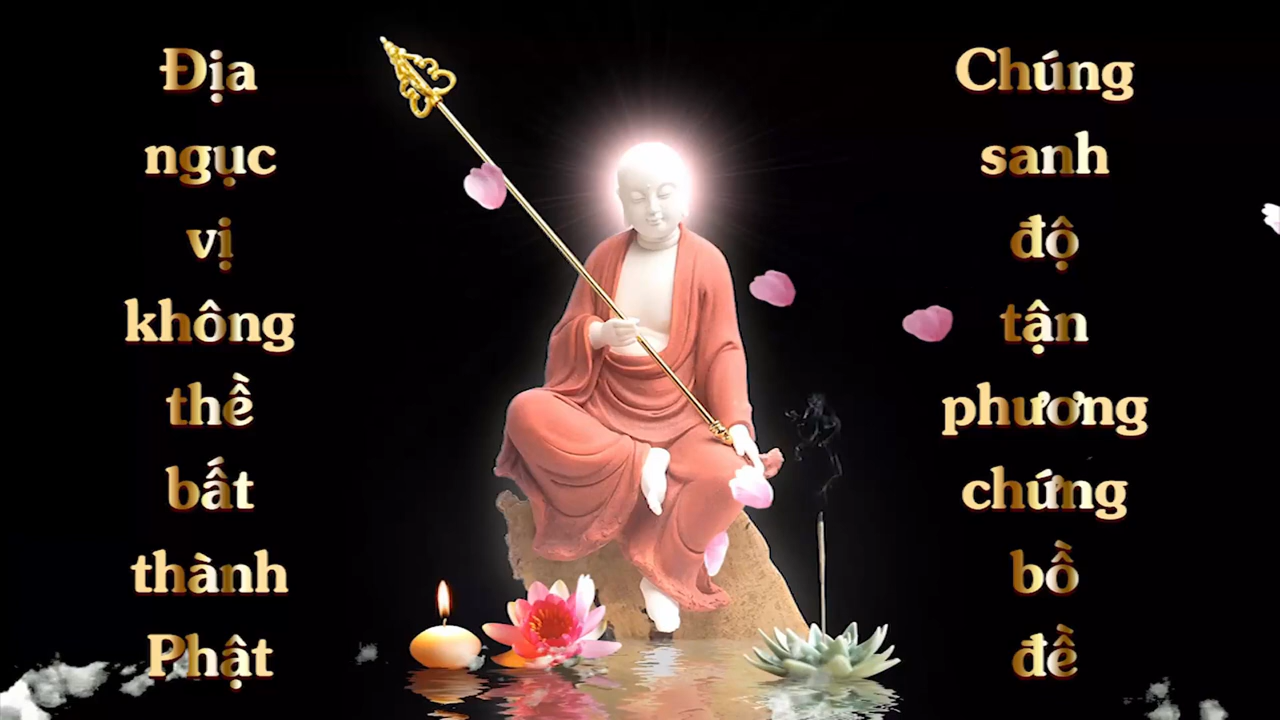 Địa
ngục
vị
không
thề
bất
thành
Phật
Chúng
sanh
độ
tận
phương
chứng
bồ
đề